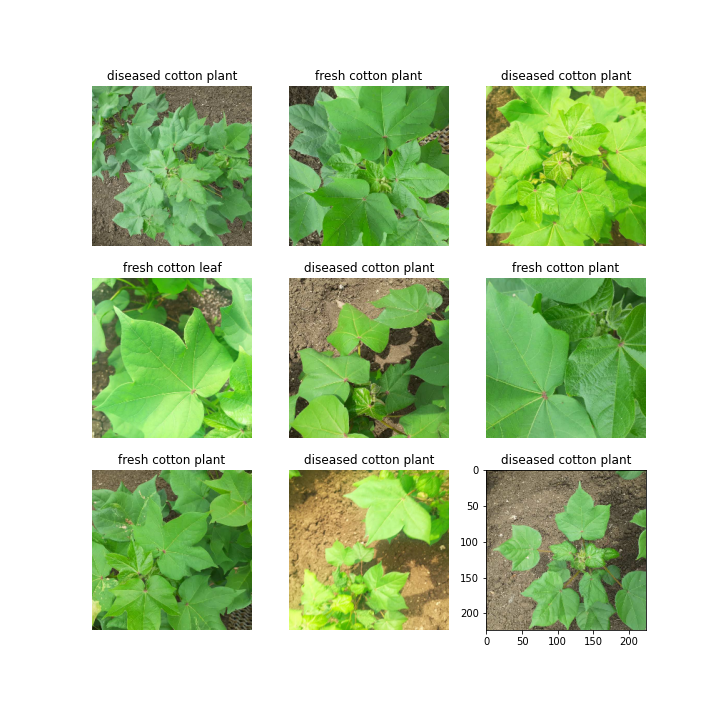 diseased cotton plant
fresh cotton plant
diseased cotton plant
fresh cotton leaf
diseased cotton plant
fresh cotton plant
fresh cotton plant
diseased cotton plant
diseased cotton plant
0
50
100
150
200
0 50 100 150 200